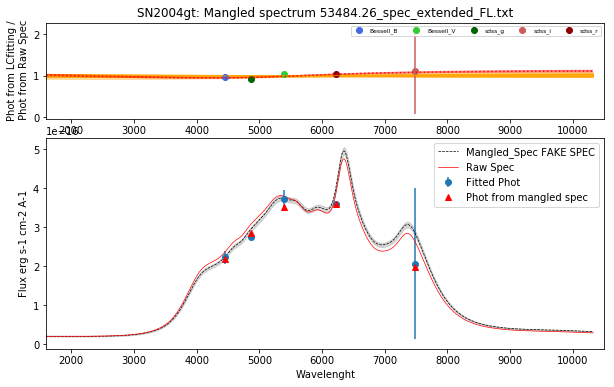 SN2004gt: Mangled spectrum 53484.26_spec_extended_FL.txt
Phot from LCfitting /
Phot from Raw Spec
2
1
0
Bessell_B
Bessell_V
sdss_g
sdss_i
sdss_r
2000 3000 4000 5000 6000 7000 8000 9000 10000
1e−16
Flux erg s-1 cm-2 A-1
5
4
3
2
1
0
Mangled_Spec FAKE SPEC
Raw Spec
Fitted Phot
Phot from mangled spec
2000 3000 4000 5000 6000 7000 8000 9000 10000
Wavelenght